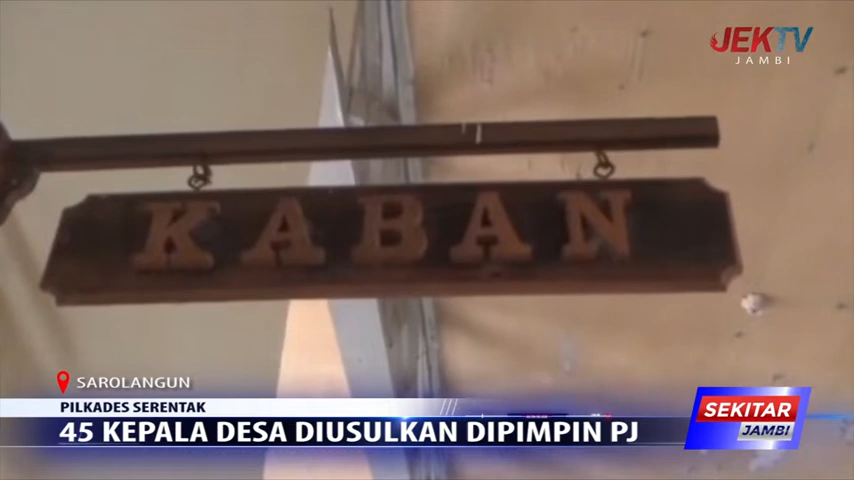 JEKTV
JAMBI
KABAN
SAROLANGUN
PILKADES SERENTAK
45 KEPALA DESA DIUSULKAN DIPIMPIN PJ
SEKITAR
JAMBI